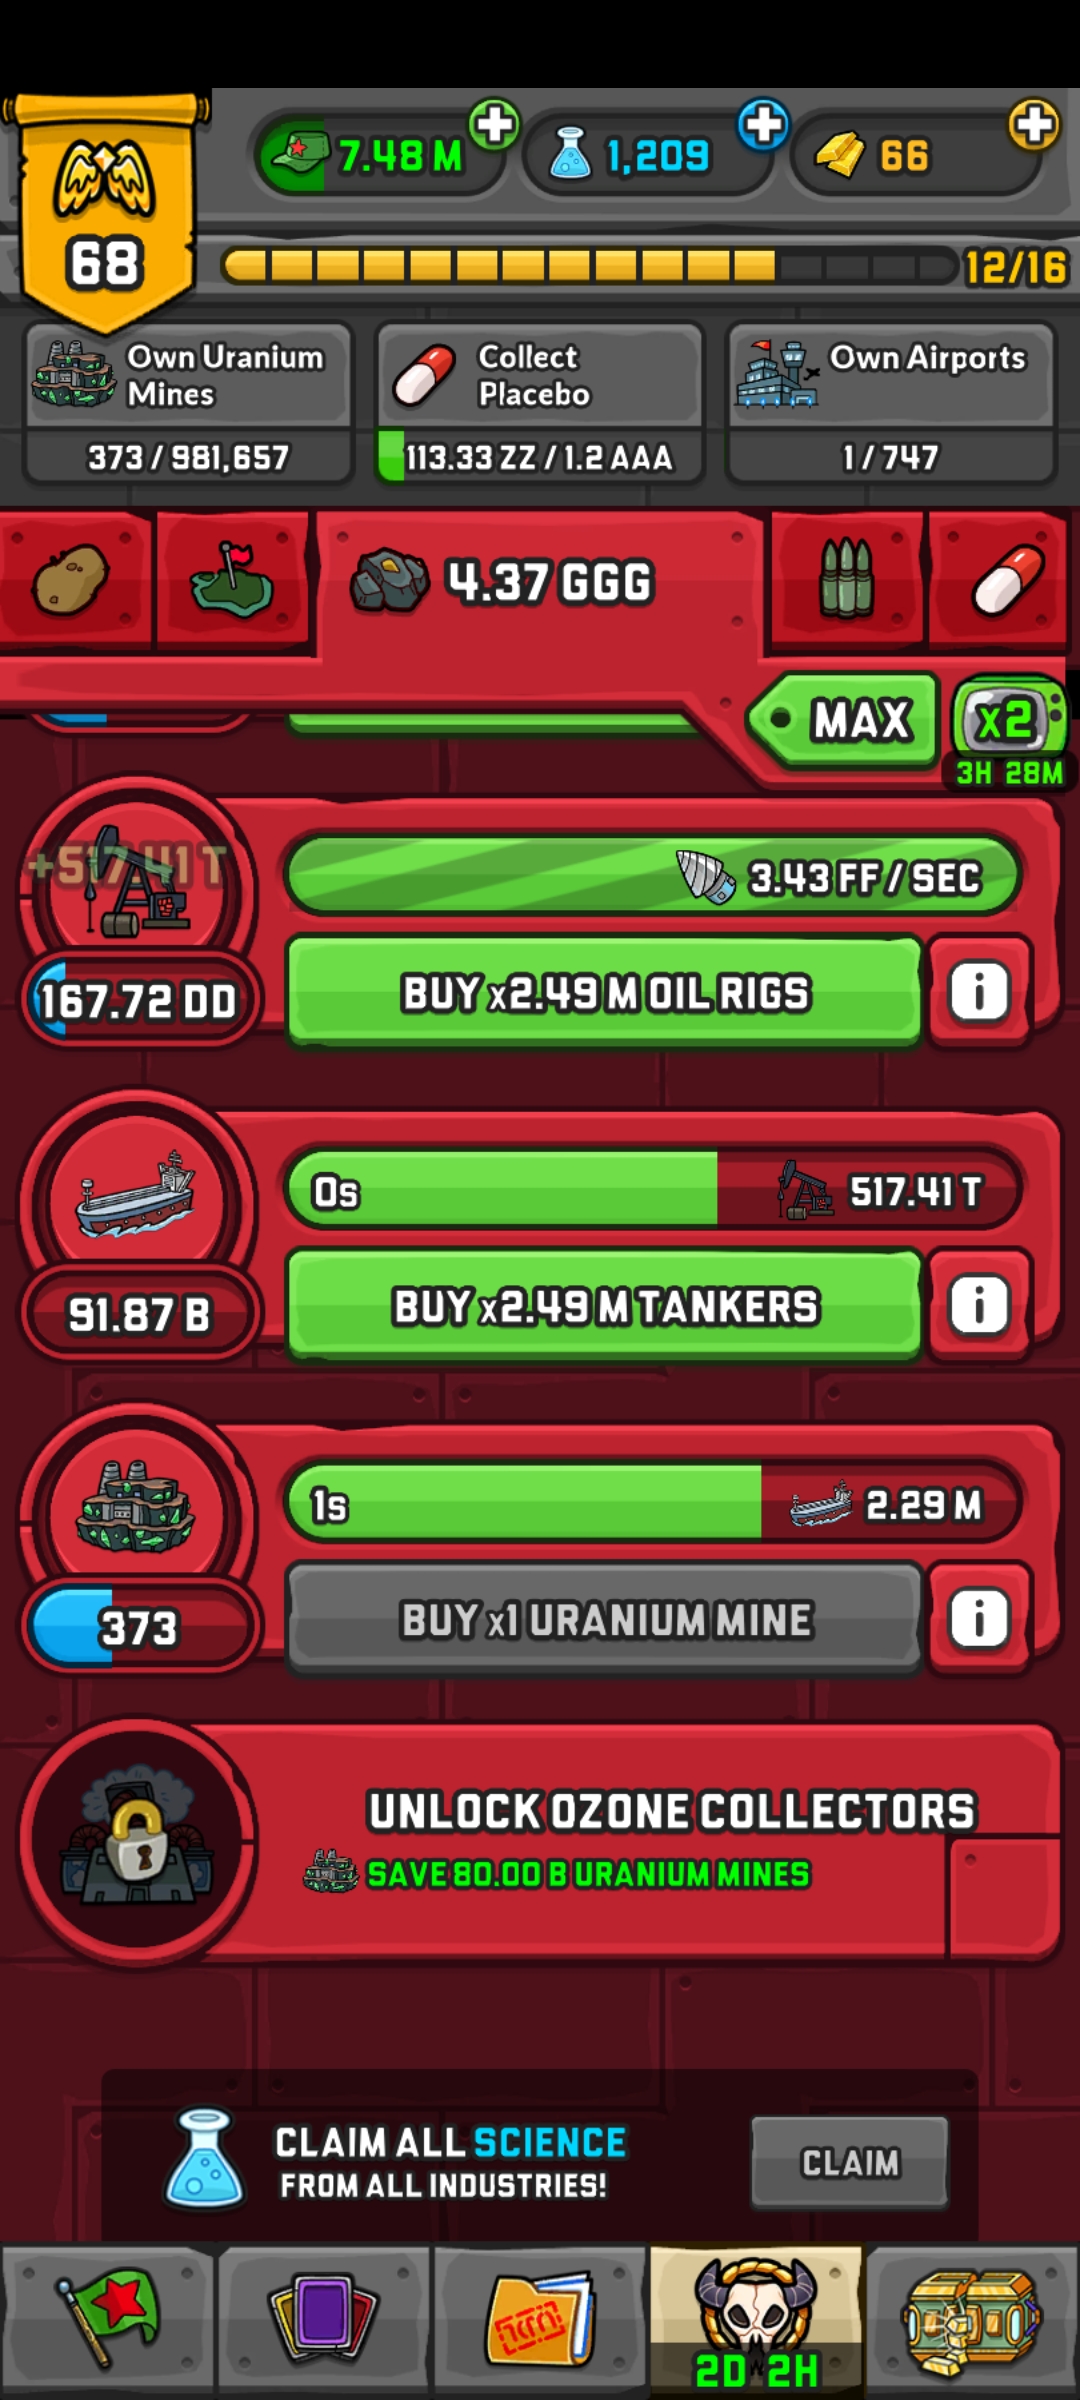 7.48 M
1,209
66
68
12/16
Own Uranium
Mines
373 / 981,657
Collect
Placebo
113.33 ZZ / 1.2 AAA
Own Airports
1 / 747
4.37 GGG
MAX
x2
3H 28M
+517.41 T
3.43 FF / SEC
167.72 DD
BUY x2.49 M OIL RIGS
i
0s
517.41 T
91.87 B
BUY x2.49 M TANKERS
i
1s
2.29 M
373
BUY x1 URANIUM MINE
i
UNLOCK OZONE COLLECTORS
SAVE 80.00 B URANIUM MINES
CLAIM ALL SCIENCE
FROM ALL INDUSTRIES!
CLAIM
2D 2H